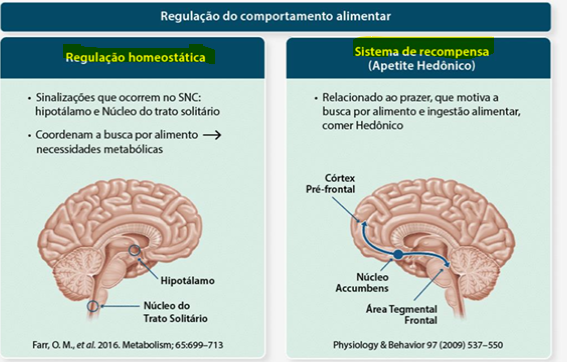 Regulação do comportamento alimentar
Regulação homeostática
• Sinalizações que ocorrem no SNC:
hipotálamo e Núcleo do trato solitário
• Coordenam a busca por alimento →
necessidades metabólicas
Hipotálamo
Núcleo do
Trato Solitário
Farr, O. M., et al. 2016. Metabolism; 65:699–713
Sistema de recompensa
(Apetite Hedônico)
• Relacionado ao prazer, que motiva a
busca por alimento e ingestão alimentar,
comer Hedônico
Córtex
Pré-frontal
Núcleo
Accumbens
Área Tegmental
Frontal
Physiology & Behavior 97 (2009) 537–550